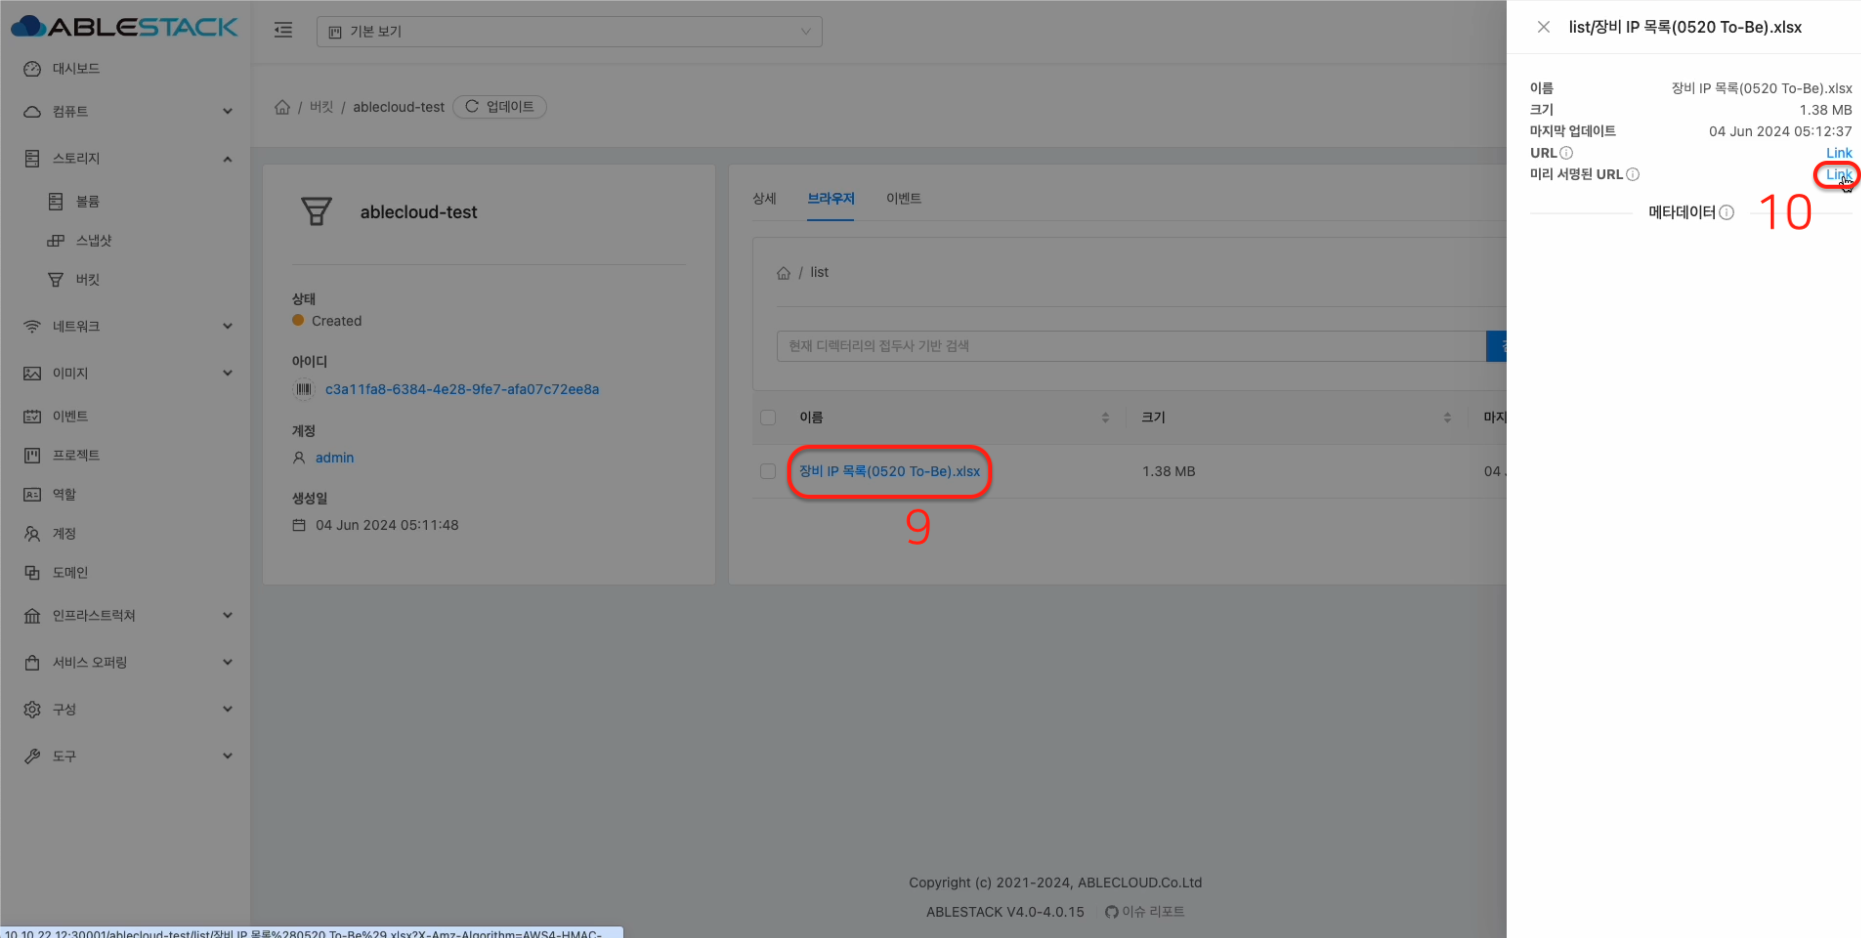 ABLESTACK
대시보드
컴퓨트
스토리지
볼륨
스냅샷
버킷
네트워크
이미지
이벤트
프로젝트
역할
계정
도메인
인프라스트럭쳐
서비스 오퍼링
구성
도구
기본 보기
/ 버킷 / ablecloud-test 업데이트
ablecloud-test
상태
Created
아이디
c3a11fa8-6384-4e28-9fe7-afa07c72ee8a
계정
admin
생성일
04 Jun 2024 05:11:48
상세 브라우저 이벤트
/ list
현재 디렉터리의 접두사 기반 검색
이름 크기 마지
장비 IP 목록(0520 To-Be).xlsx 1.38 MB 04
9
Copyright (c) 2021-2024, ABLECLOUD.Co.Ltd
ABLESTACK V4.0-4.0.15 이슈 리포트
list/장비 IP 목록(0520 To-Be).xlsx
이름 장비 IP 목록(0520 To-Be).xlsx
크기 1.38 MB
마지막 업데이트 04 Jun 2024 05:12:37
URL Link
미리 서명된 URL Link
메타데이터
10
10.10.22.12:30001/ablecloud-test/list/장비 IP 목록%280520 To-Be%29.xlsx?X-Amz-Algorithm=AWS4-HMAC-